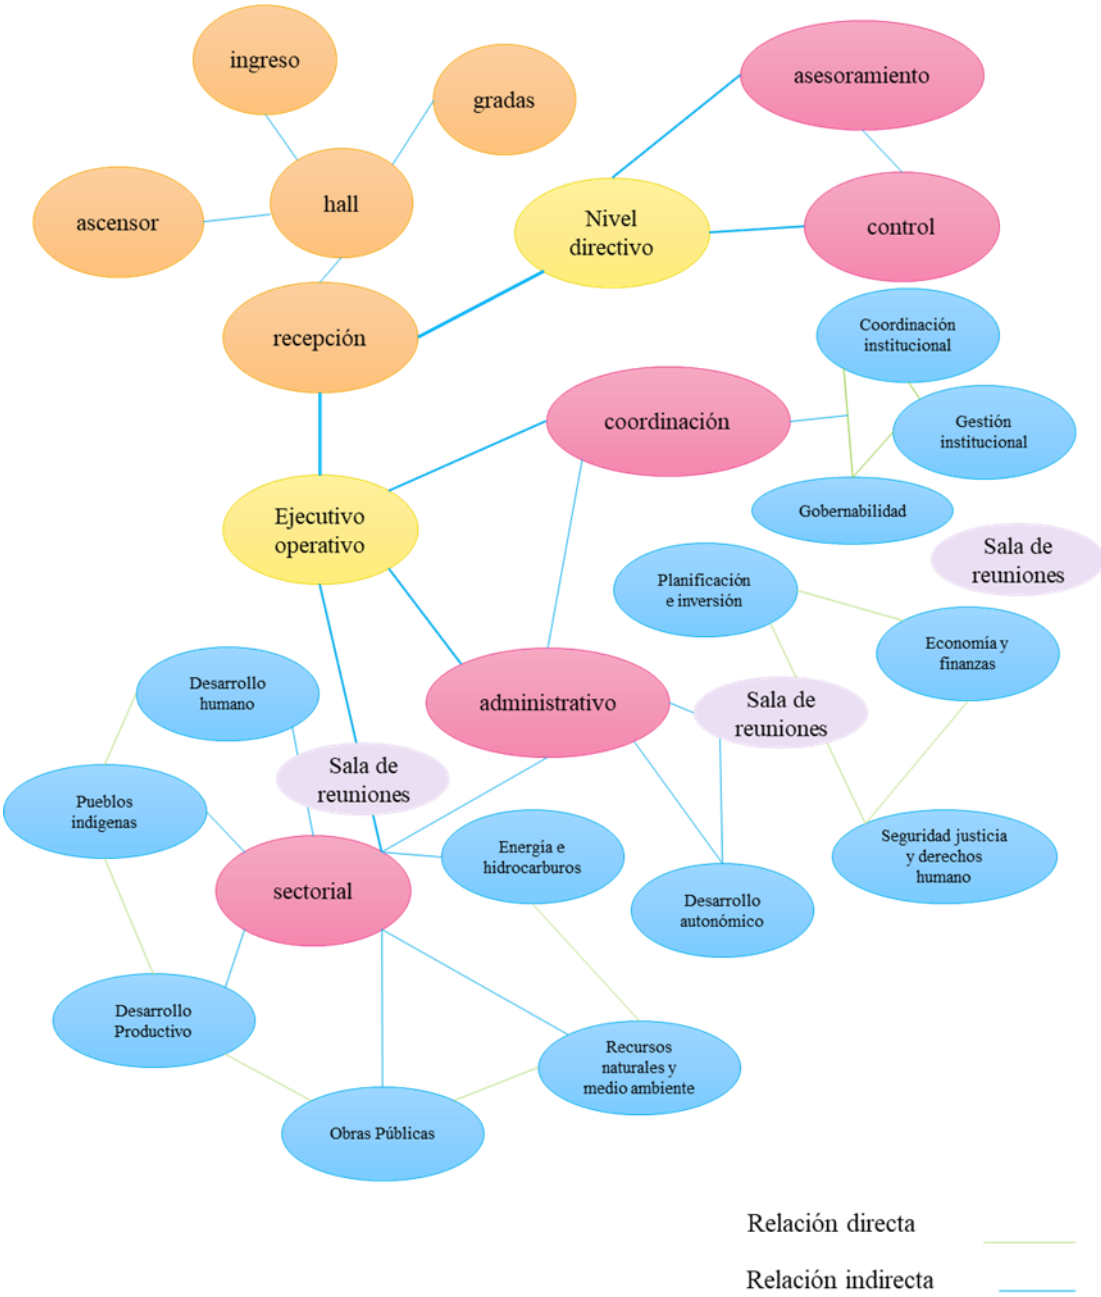 ingreso
gradas
asesoramiento
hall
ascensor
Nivel
directivo
control
recepción
Coordinación
institucional
coordinación
Gestión
institucional
Gobernabilidad
Ejecutivo
operativo
Sala de
reuniones
Planificación
e inversión
Economía y
finanzas
Desarrollo
humano
administrativo
Sala de
reuniones
Sala de
reuniones
Pueblos
indígenas
Energía e
hidrocarburos
Seguridad justicia
y derechos
humano
sectorial
Desarrollo
autonómico
Desarrollo
Productivo
Recursos
naturales y
medio ambiente
Obras Públicas
Relación directa
Relación indirecta